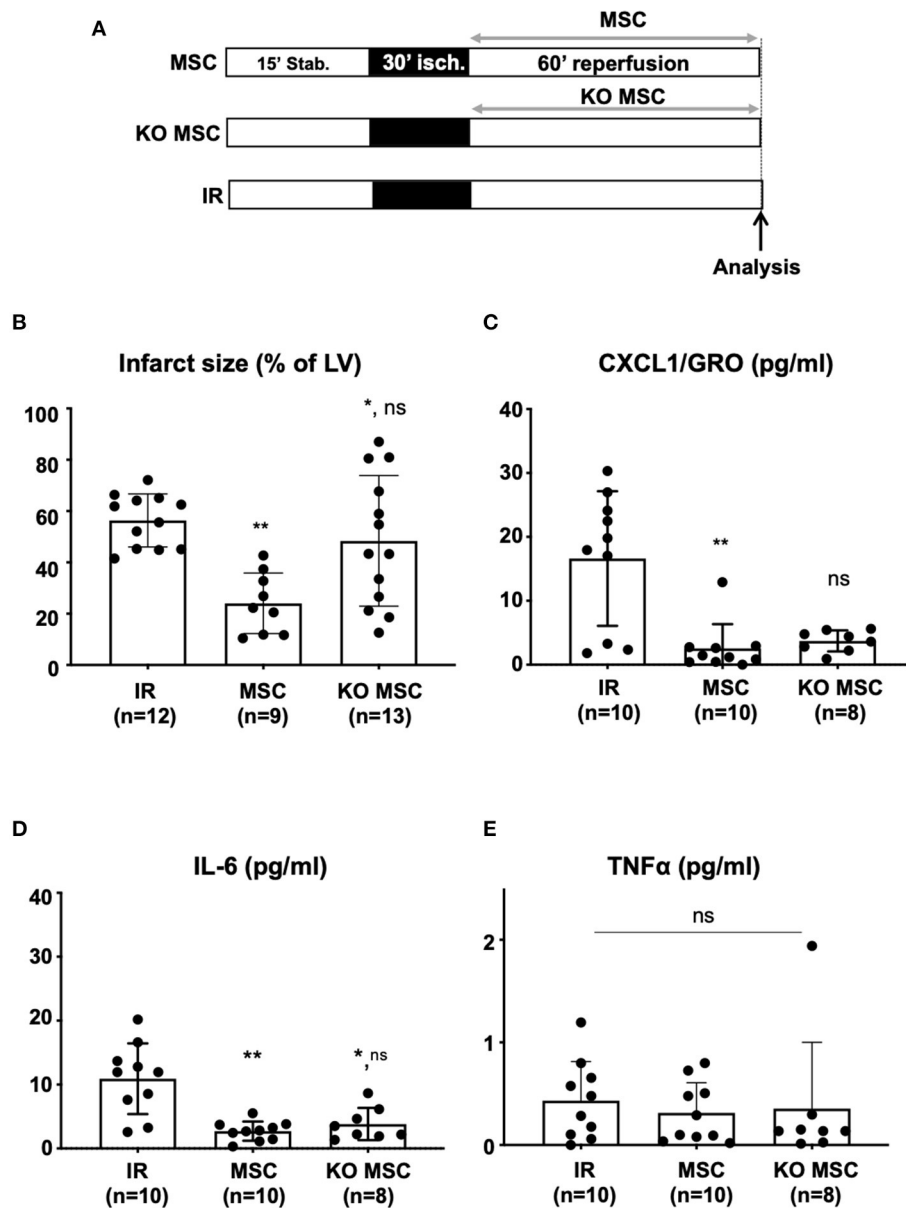 A
MSC
MSC
15' Stab.
30' isch.
60' reperfusion
KO MSC
KO MSC
IR
Analysis
B
Infarct size (% of LV)
100
80
60
40
20
0
**
*, ns
IR
(n=12)
MSC
(n=9)
KO MSC
(n=13)
C
CXCL1/GRO (pg/ml)
40
30
20
10
0
**
ns
IR
(n=10)
MSC
(n=10)
KO MSC
(n=8)
D
IL-6 (pg/ml)
40
30
20
10
0
**
*, ns
IR
(n=10)
MSC
(n=10)
KO MSC
(n=8)
E
TNFα (pg/ml)
2
1
0
ns
IR
(n=10)
MSC
(n=10)
KO MSC
(n=8)